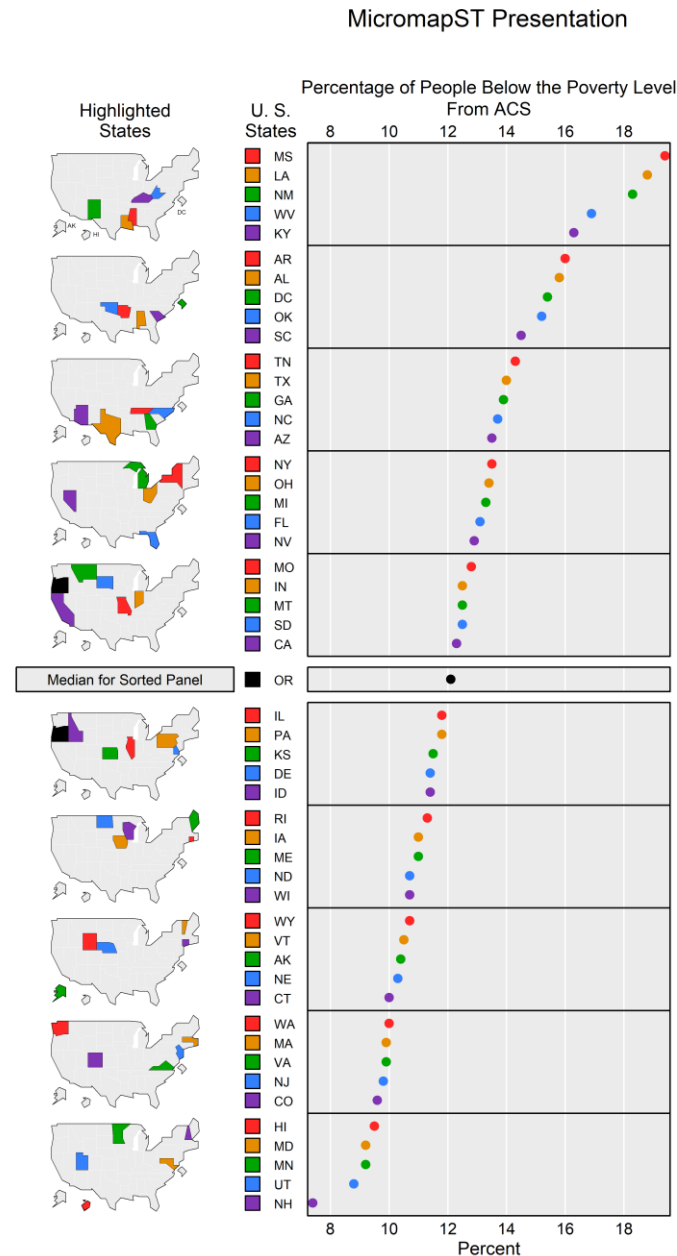 MicromapST Presentation
Percentage of People Below the Poverty Level
Highlighted States
U. S. States
From ACS
8 10 12 14 16 18
MS
LA
NM
WV
KY
DC
AK
HI
AR
AL
DC
OK
SC
TN
TX
GA
NC
AZ
NY
OH
MI
FL
NV
MO
IN
MT
SD
CA
Median for Sorted Panel
OR
IL
PA
KS
DE
ID
RI
IA
ME
ND
WI
WY
VT
AK
NE
CT
WA
MA
VA
NJ
CO
HI
MD
MN
UT
NH
8 10 12 14 16 18
Percent